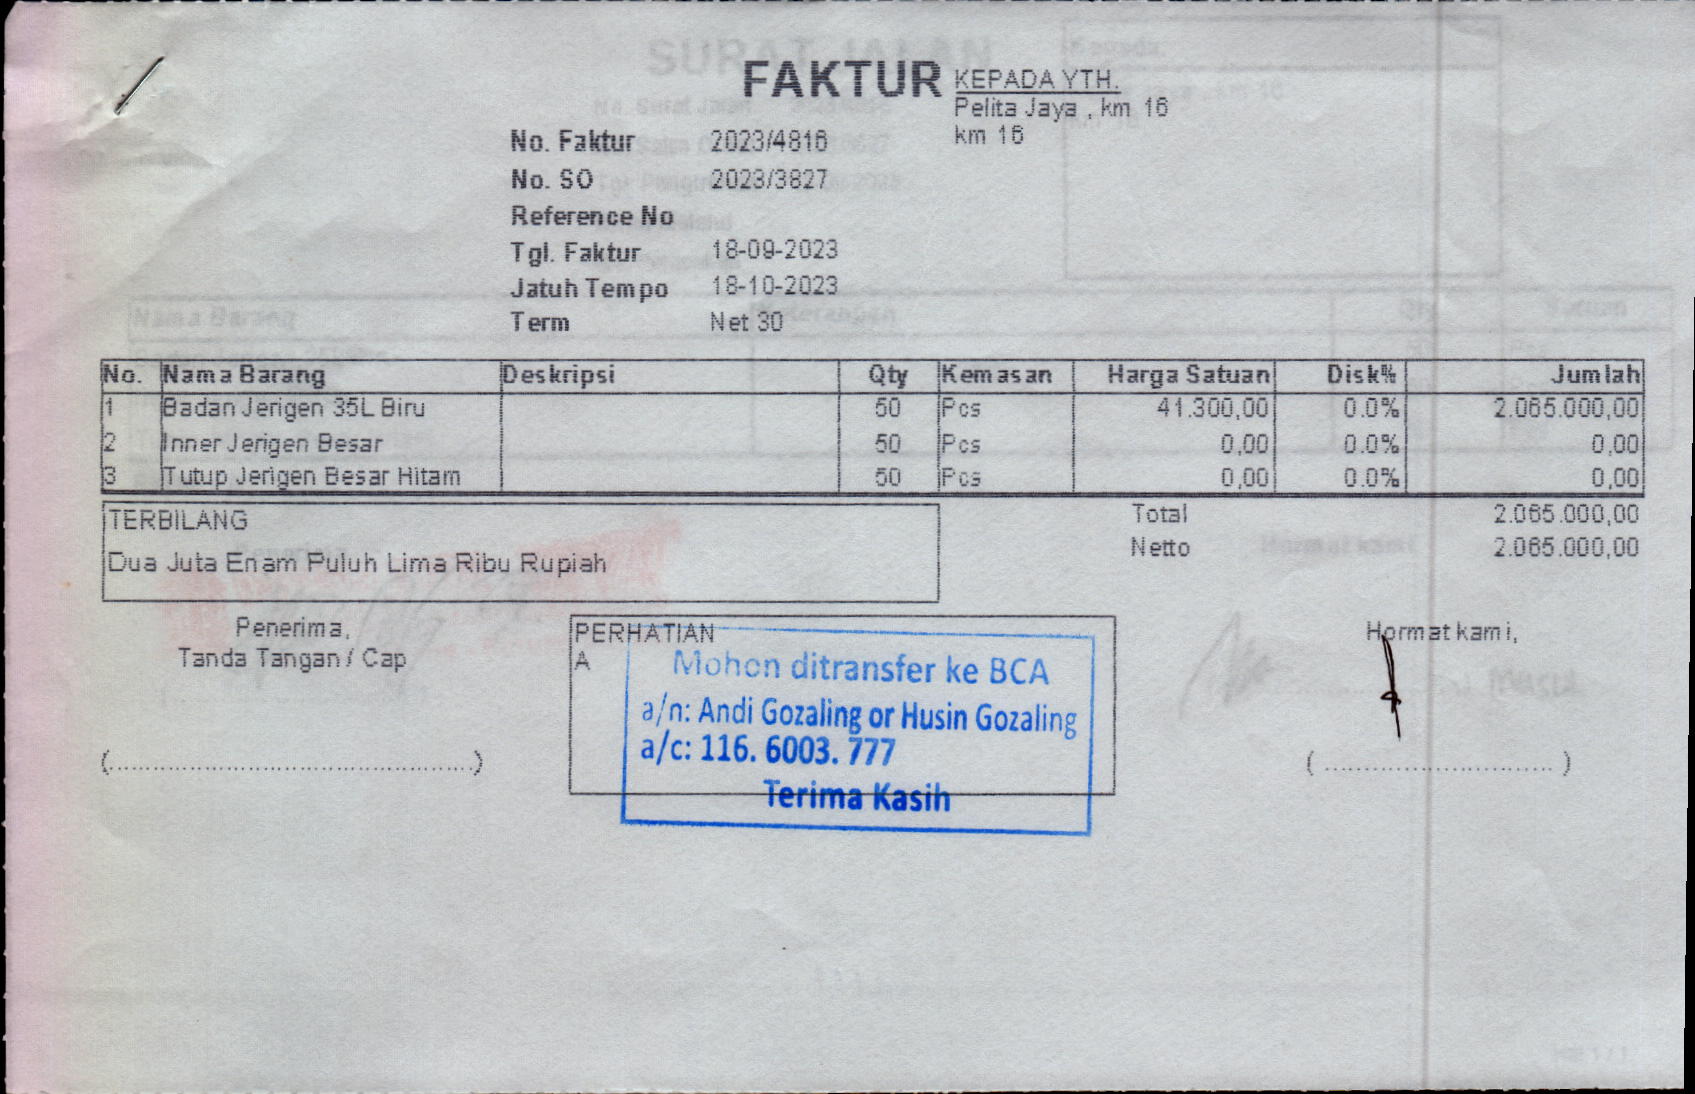 FAKTUR
KEPADA YTH.
Pelita Jaya , km 16
km 16
No. Faktur 2023/4816
No. SO 2023/3827
Reference No
Tgl. Faktur 18-09-2023
Jatuh Tempo 18-10-2023
Term Net 30
No. Nama Barang Deskripsi Qty Kemasan Harga Satuan Disk% Jumlah
1 Badan Jerigen 35L Biru 50 Pcs 41.300,00 0.0% 2.065.000,00
2 Inner Jerigen Besar 50 Pcs 0,00 0.0% 0,00
3 Tutup Jerigen Besar Hitam 50 Pcs 0,00 0.0% 0,00
TERBILANG
Dua Juta Enam Puluh Lima Ribu Rupiah
Total 2.065.000,00
Netto 2.065.000,00
Penerima,
Tanda Tangan / Cap
(................................................)
PERHATIAN
A
Mohon ditransfer ke BCA
a/n: Andi Gozaling or Husin Gozaling
a/c: 116. 6003. 777
Terima Kasih
Hormat kami,
( .............................. )
SURAT JALAN